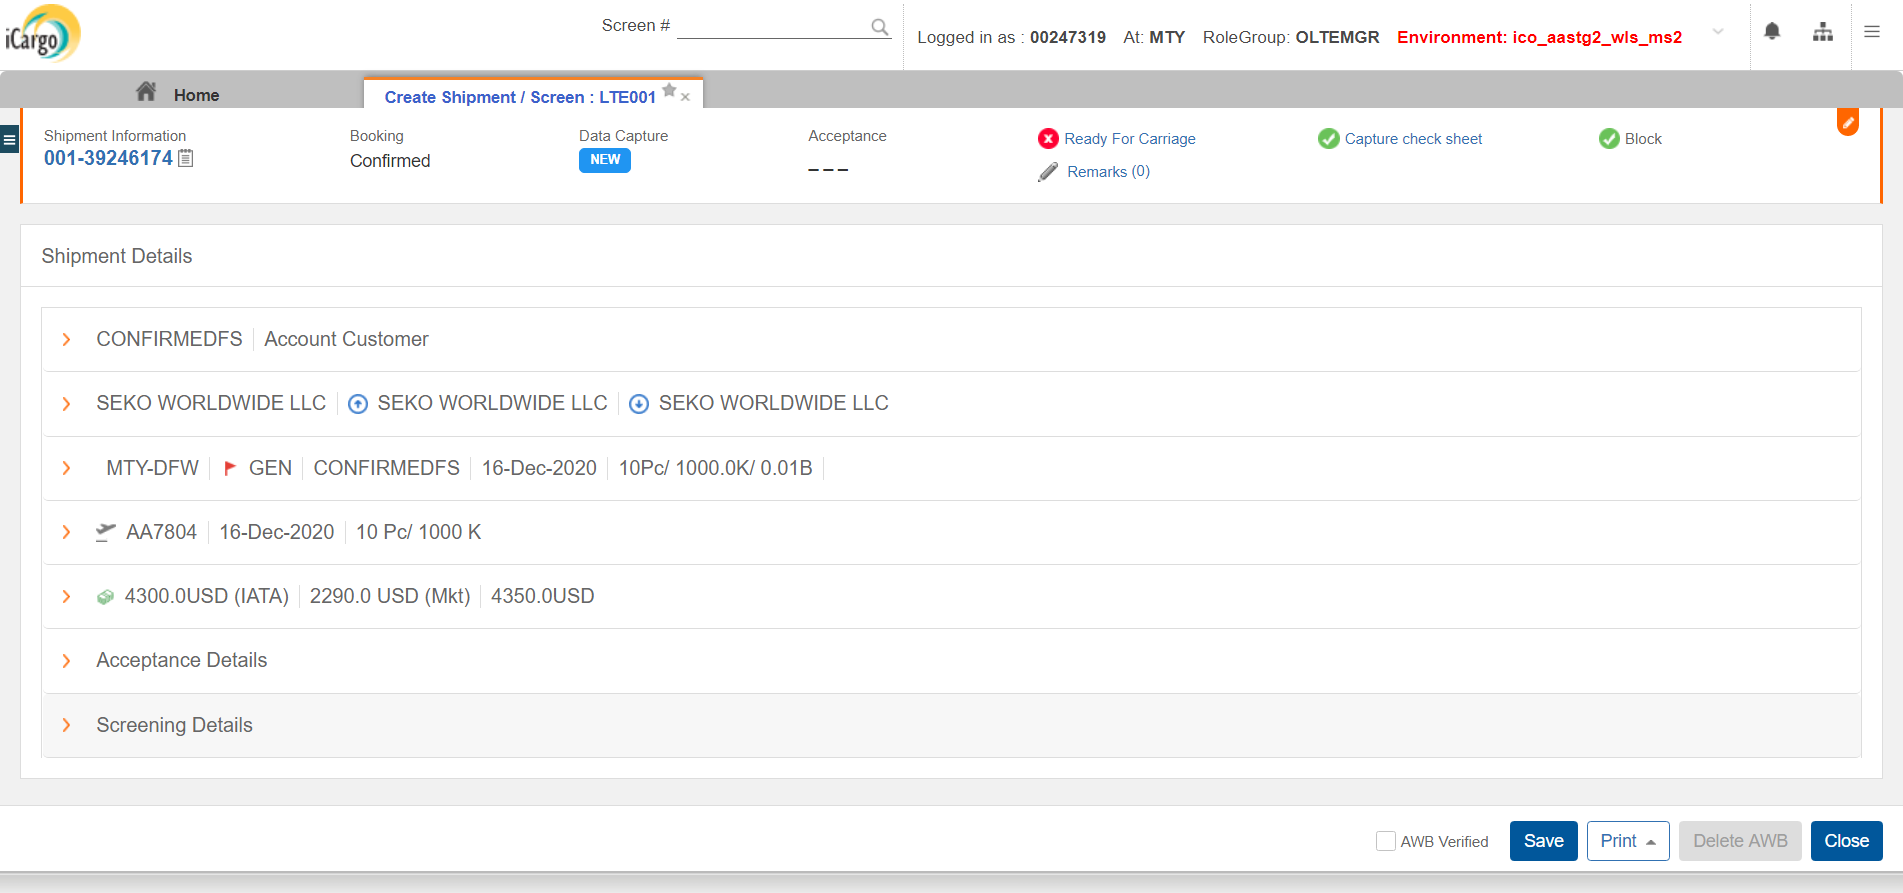 iCargo
Screen #
Logged in as : 00247319 At: MTY RoleGroup: OLTEMGR Environment: ico_aastg2_wls_ms2
Home
Create Shipment / Screen : LTE001
Shipment Information
001-39246174
Booking
Confirmed
Data Capture
NEW
Acceptance
– – –
Ready For Carriage
Remarks (0)
Capture check sheet
Block
Shipment Details
CONFIRMEDFS Account Customer
SEKO WORLDWIDE LLC SEKO WORLDWIDE LLC SEKO WORLDWIDE LLC
MTY-DFW GEN CONFIRMEDFS 16-Dec-2020 10Pc/ 1000.0K/ 0.01B
AA7804 16-Dec-2020 10 Pc/ 1000 K
4300.0USD (IATA) 2290.0 USD (Mkt) 4350.0USD
Acceptance Details
Screening Details
AWB Verified Save Print Delete AWB Close